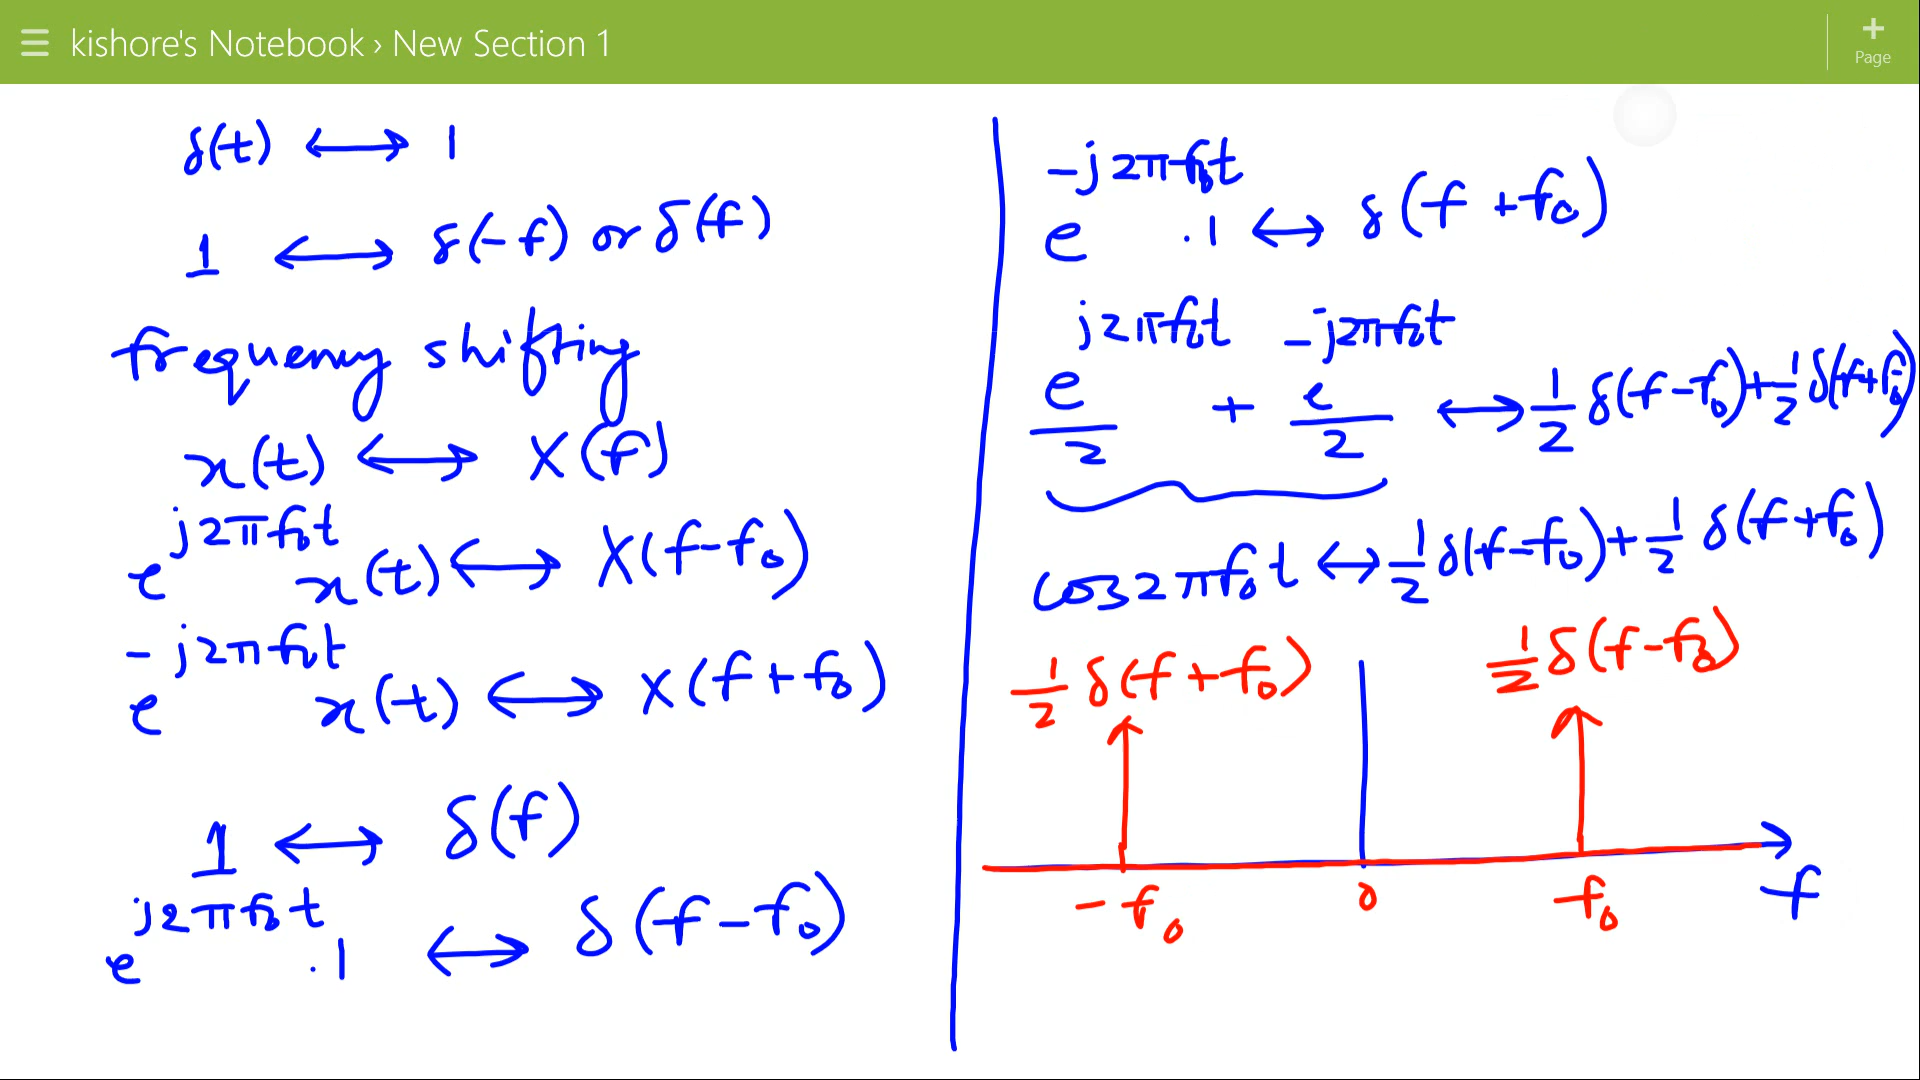 kishore's Notebook › New Section 1
+ Page
δ(t) ⟷ 1
1 ⟷ δ(-f) or δ(f)
frequency shifting
x(t) ⟷ X(f)
e^{j2πf₀t} x(t) ⟷ X(f-f₀)
e^{-j2πf₀t} x(t) ⟷ X(f+f₀)
1 ⟷ δ(f)
e^{j2πf₀t} .1 ⟷ δ(f-f₀)
e^{-j2πf₀t} .1 ⟷ δ(f+f₀)
e^{j2πf₀t}/2 + e^{-j2πf₀t}/2 ⟷ 1/2 δ(f-f₀)+1/2 δ(f+f₀)
cos2πf₀t ⟷ 1/2 δ(f-f₀)+1/2 δ(f+f₀)
1/2 δ(f+f₀) 1/2 δ(f-f₀)
-f₀ 0 f₀ f